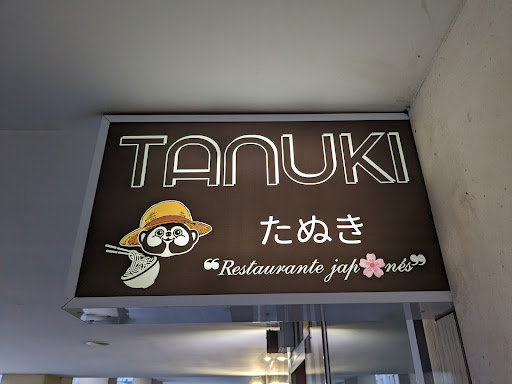 TANUKI
たぬき
"Restaurante japonés"